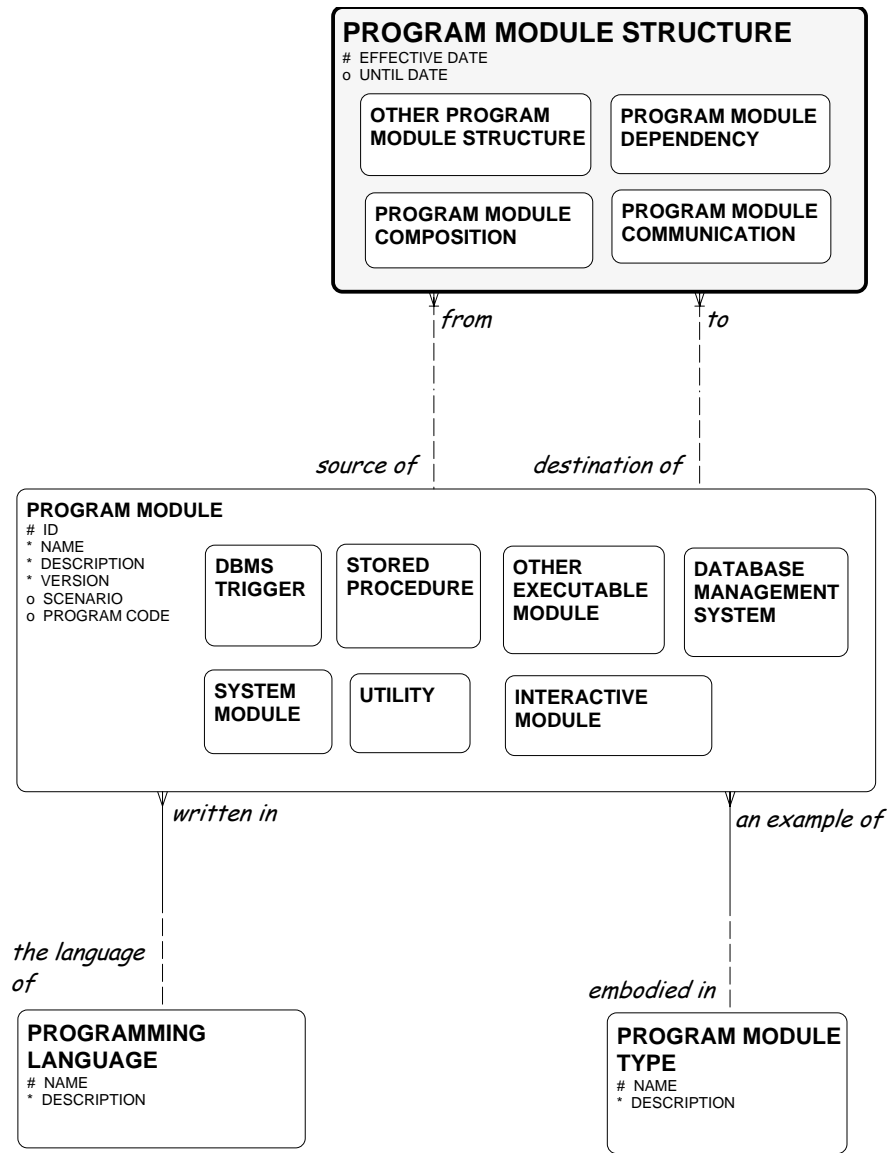 PROGRAM MODULE STRUCTURE
# EFFECTIVE DATE
o UNTIL DATE
OTHER PROGRAM
MODULE STRUCTURE
PROGRAM MODULE
DEPENDENCY
PROGRAM MODULE
COMPOSITION
PROGRAM MODULE
COMMUNICATION
from
to
source of
destination of
PROGRAM MODULE
# ID
* NAME
* DESCRIPTION
* VERSION
o SCENARIO
o PROGRAM CODE
DBMS
TRIGGER
STORED
PROCEDURE
OTHER
EXECUTABLE
MODULE
DATABASE
MANAGEMENT
SYSTEM
SYSTEM
MODULE
UTILITY
INTERACTIVE
MODULE
written in
an example of
the language
of
embodied in
PROGRAMMING
LANGUAGE
# NAME
* DESCRIPTION
PROGRAM MODULE
TYPE
# NAME
* DESCRIPTION